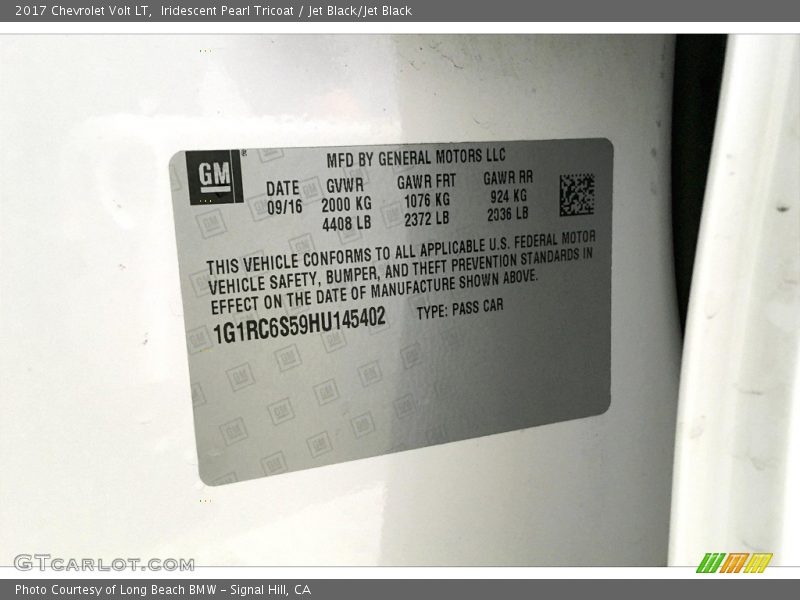 2017 Chevrolet Volt LT, Iridescent Pearl Tricoat / Jet Black/Jet Black
GM ®
MFD BY GENERAL MOTORS LLC
DATE GVWR GAWR FRT GAWR RR
09/16 2000 KG 1076 KG 924 KG
4408 LB 2372 LB 2036 LB
THIS VEHICLE CONFORMS TO ALL APPLICABLE U.S. FEDERAL MOTOR
VEHICLE SAFETY, BUMPER, AND THEFT PREVENTION STANDARDS IN
EFFECT ON THE DATE OF MANUFACTURE SHOWN ABOVE.
1G1RC6S59HU145402 TYPE: PASS CAR
GTCARLOT.COM
Photo Courtesy of Long Beach BMW - Signal Hill, CA